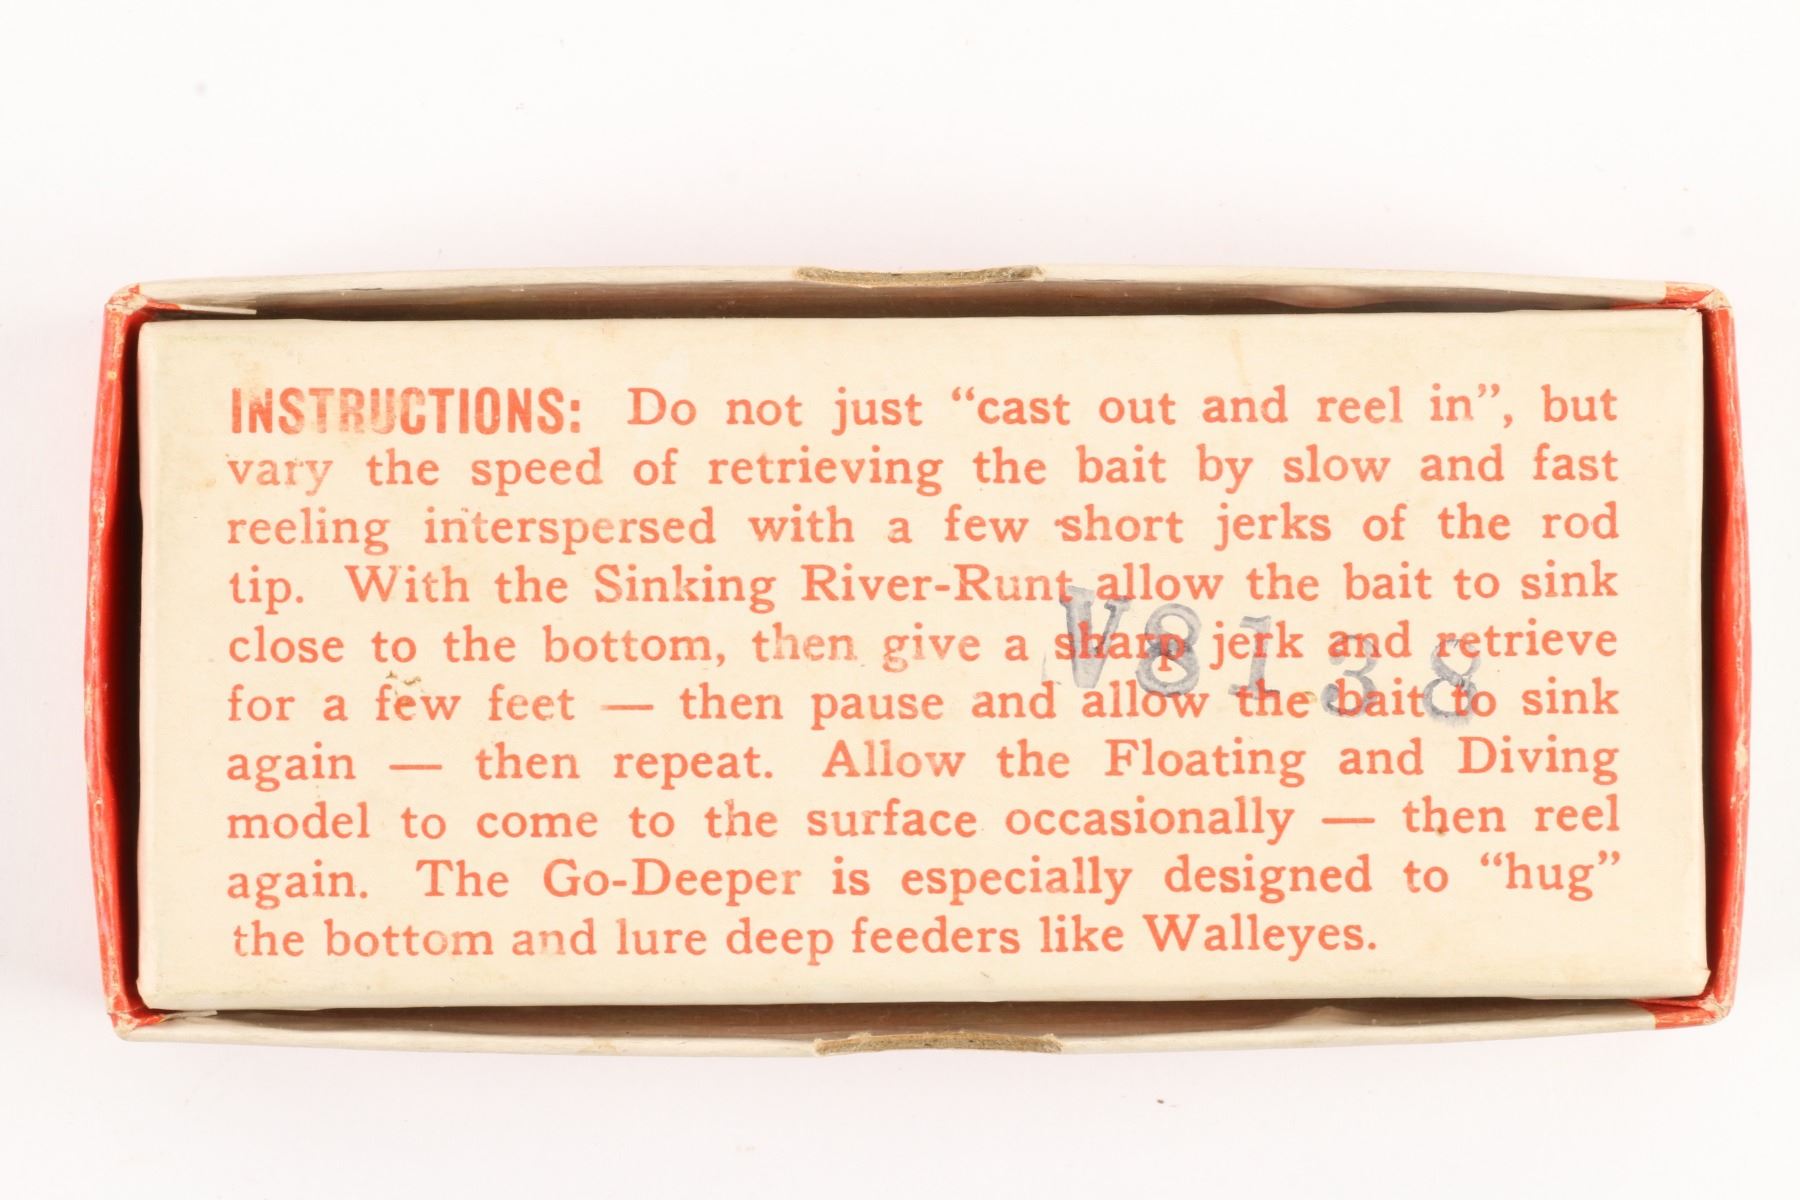 INSTRUCTIONS: Do not just “cast out and reel in”, but
vary the speed of retrieving the bait by slow and fast
reeling interspersed with a few short jerks of the rod
tip. With the Sinking River-Runt allow the bait to sink
close to the bottom, then give a sharp jerk and retrieve
for a few feet — then pause and allow the bait to sink
again — then repeat. Allow the Floating and Diving
model to come to the surface occasionally — then reel
again. The Go-Deeper is especially designed to “hug”
the bottom and lure deep feeders like Walleyes.
V8138